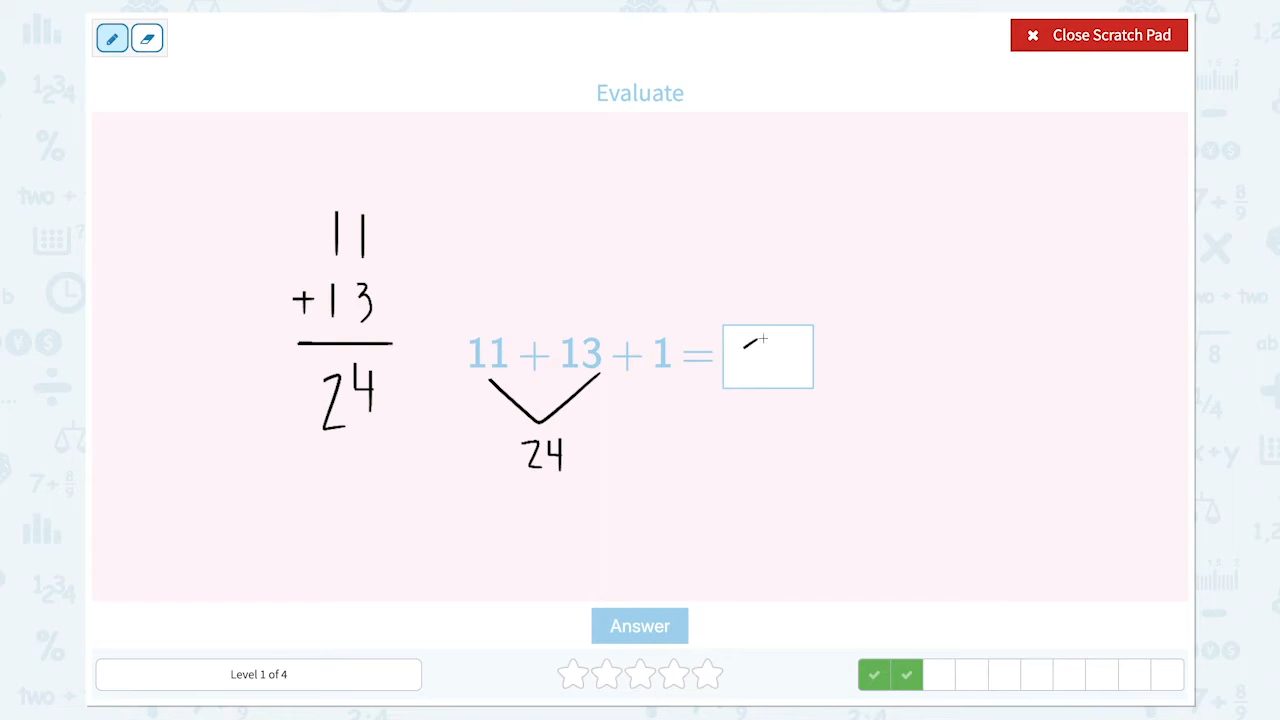 Close Scratch Pad
Evaluate
11
+ 13
24
11 + 13 + 1 =
24
Answer
Level 1 of 4